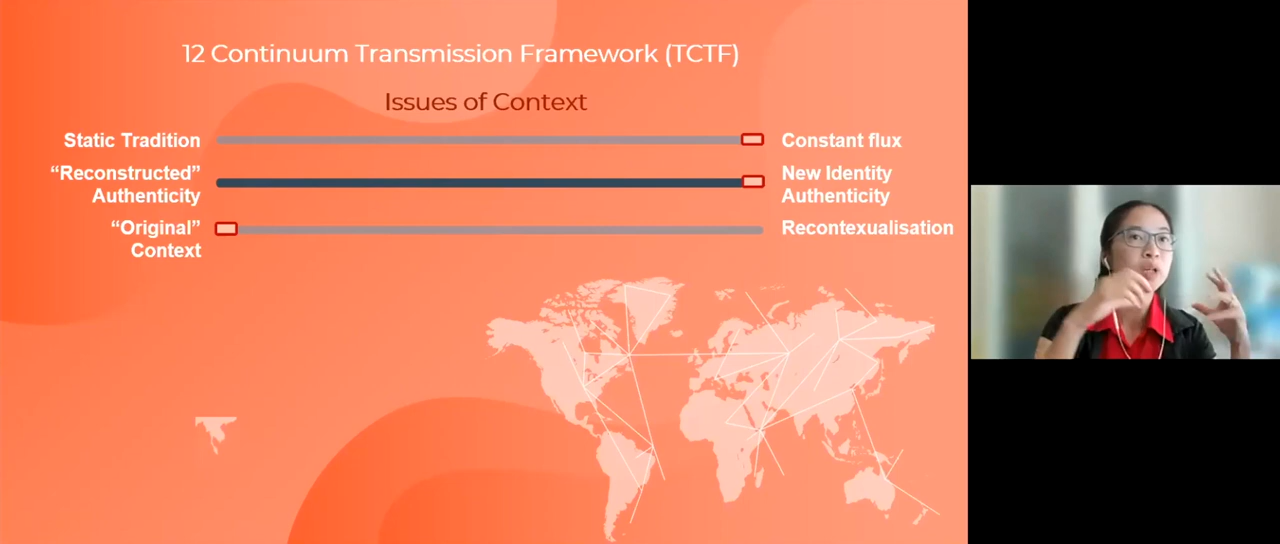 12 Continuum Transmission Framework (TCTF)
Issues of Context
Static Tradition
Constant flux
“Reconstructed”
Authenticity
New Identity
Authenticity
“Original”
Context
Recontexualisation